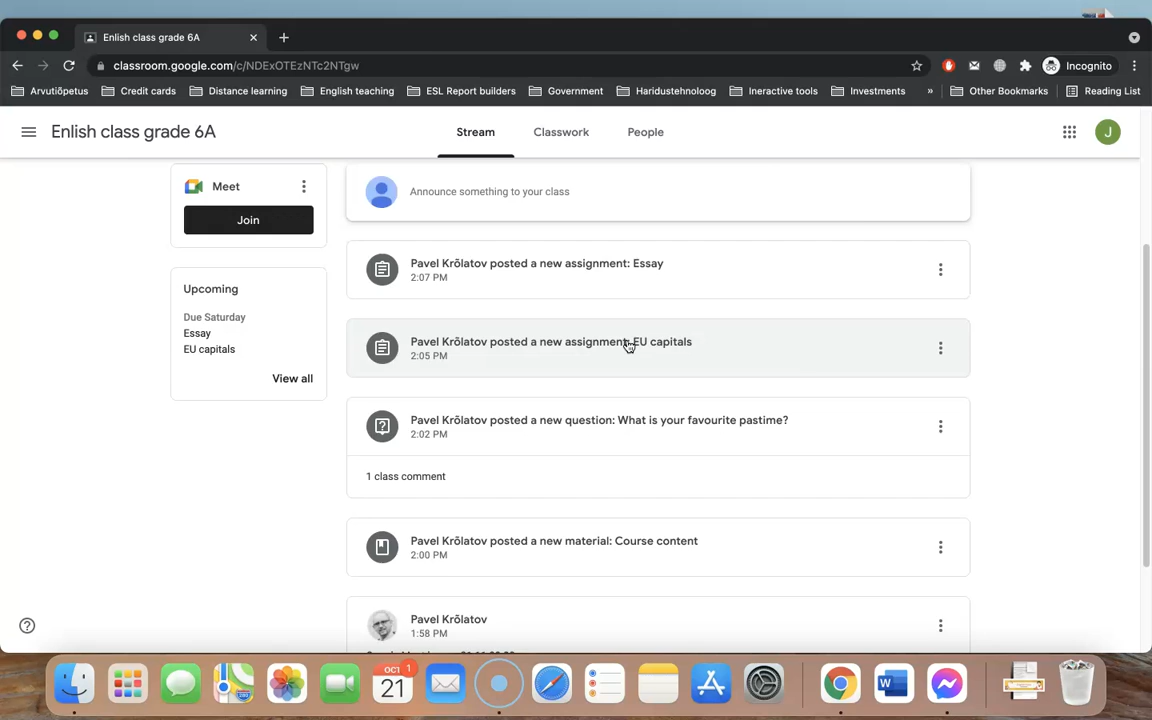 Enlish class grade 6A
classroom.google.com/c/NDExOTEzNTc2NTgw
Incognito
Arvutiõpetus
Credit cards
Distance learning
English teaching
ESL Report builders
Government
Haridustehnoloog
Ineractive tools
Investments
»
Other Bookmarks
Reading List
Enlish class grade 6A
Stream
Classwork
People
J
Meet
Join
Upcoming
Due Saturday
Essay
EU capitals
View all
Announce something to your class
Pavel Krõlatov posted a new assignment: Essay
2:07 PM
Pavel Krõlatov posted a new assignment: EU capitals
2:05 PM
Pavel Krõlatov posted a new question: What is your favourite pastime?
2:02 PM
1 class comment
Pavel Krõlatov posted a new material: Course content
2:00 PM
Pavel Krõlatov
1:58 PM
OCT
21
1
W